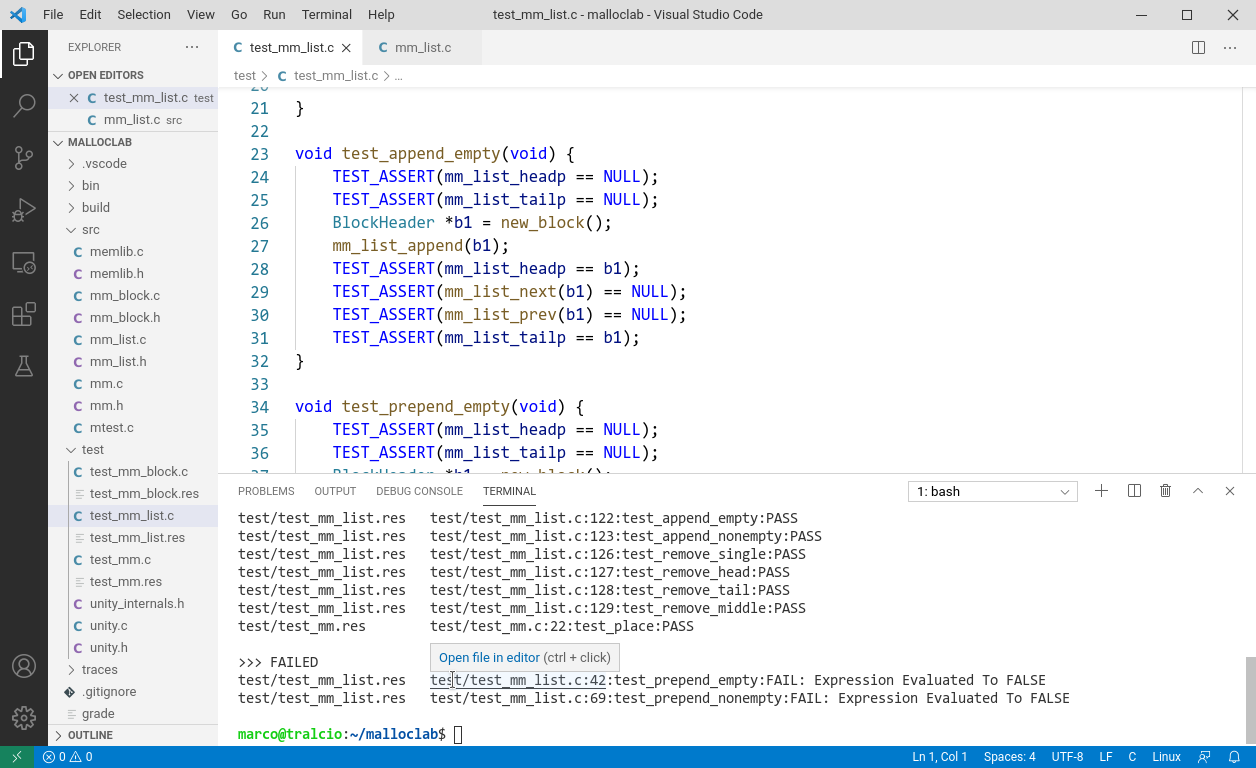 File Edit Selection View Go Run Terminal Help test_mm_list.c - malloclab - Visual Studio Code
EXPLORER ···
OPEN EDITORS
test_mm_list.c test
mm_list.c src
MALLOCLAB
.vscode
bin
build
src
memlib.c
memlib.h
mm_block.c
mm_block.h
mm_list.c
mm_list.h
mm.c
mm.h
mtest.c
test
test_mm_block.c
test_mm_block.res
test_mm_list.c
test_mm_list.res
test_mm.c
test_mm.res
unity_internals.h
unity.c
unity.h
traces
.gitignore
grade
OUTLINE
test_mm_list.c mm_list.c
test > test_mm_list.c > ...
20
21 }
22
23 void test_append_empty(void) {
24 TEST_ASSERT(mm_list_headp == NULL);
25 TEST_ASSERT(mm_list_tailp == NULL);
26 BlockHeader *b1 = new_block();
27 mm_list_append(b1);
28 TEST_ASSERT(mm_list_headp == b1);
29 TEST_ASSERT(mm_list_next(b1) == NULL);
30 TEST_ASSERT(mm_list_prev(b1) == NULL);
31 TEST_ASSERT(mm_list_tailp == b1);
32 }
33
34 void test_prepend_empty(void) {
35 TEST_ASSERT(mm_list_headp == NULL);
36 TEST_ASSERT(mm_list_tailp == NULL);
37 BlockHeader *b1 = new_block();
PROBLEMS OUTPUT DEBUG CONSOLE TERMINAL 1: bash
test/test_mm_list.res test/test_mm_list.c:122:test_append_empty:PASS
test/test_mm_list.res test/test_mm_list.c:123:test_append_nonempty:PASS
test/test_mm_list.res test/test_mm_list.c:126:test_remove_single:PASS
test/test_mm_list.res test/test_mm_list.c:127:test_remove_head:PASS
test/test_mm_list.res test/test_mm_list.c:128:test_remove_tail:PASS
test/test_mm_list.res test/test_mm_list.c:129:test_remove_middle:PASS
test/test_mm.res test/test_mm.c:22:test_place:PASS
Open file in editor (ctrl + click)
>>> FAILED
test/test_mm_list.res test/test_mm_list.c:42:test_prepend_empty:FAIL: Expression Evaluated To FALSE
test/test_mm_list.res test/test_mm_list.c:69:test_prepend_nonempty:FAIL: Expression Evaluated To FALSE
marco@tralcio:~/malloclab$
0 0 Ln 1, Col 1 Spaces: 4 UTF-8 LF C Linux